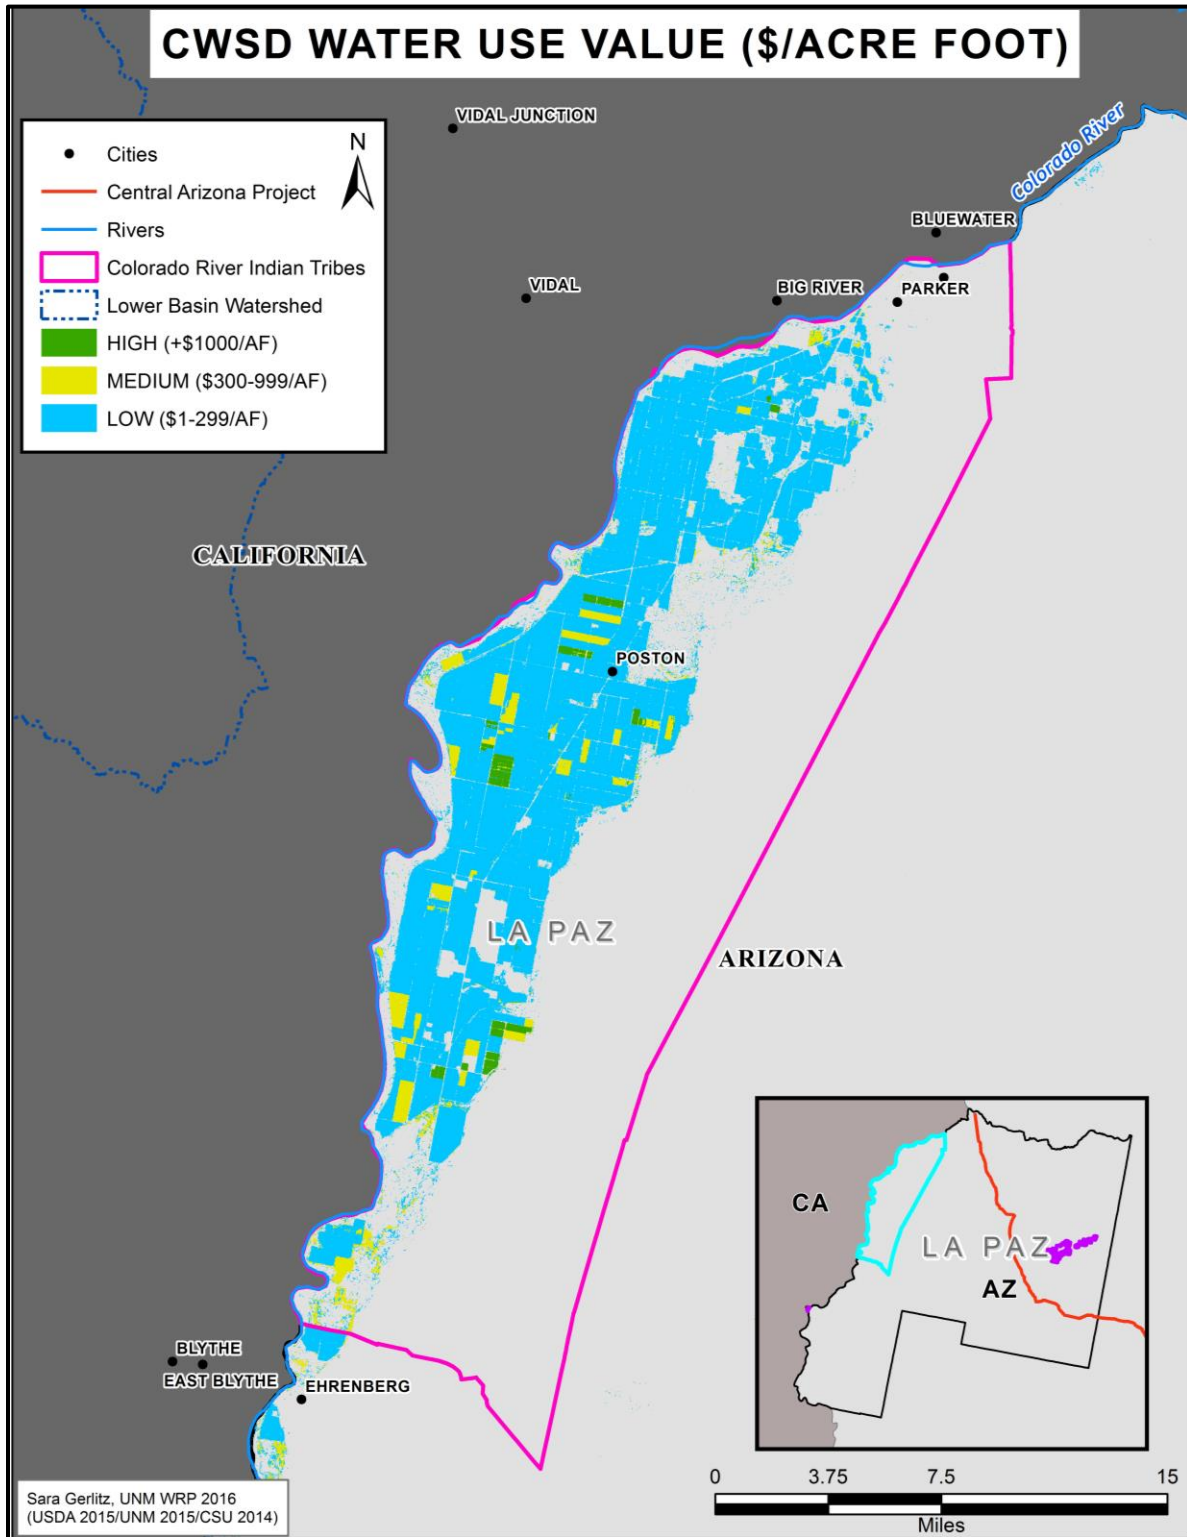 CWSD WATER USE VALUE ($/ACRE FOOT)
VIDAL JUNCTION
N
Cities
Central Arizona Project
Rivers
Colorado River Indian Tribes
Lower Basin Watershed
HIGH (+$1000/AF)
MEDIUM ($300-999/AF)
LOW ($1-299/AF)
Colorado River
BLUEWATER
VIDAL
BIG RIVER
PARKER
CALIFORNIA
POSTON
LA PAZ
ARIZONA
CA
LA PAZ
AZ
BLYTHE
EAST BLYTHE
EHRENBERG
0 3.75 7.5 15
Miles
Sara Gerlitz, UNM WRP 2016
(USDA 2015/UNM 2015/CSU 2014)